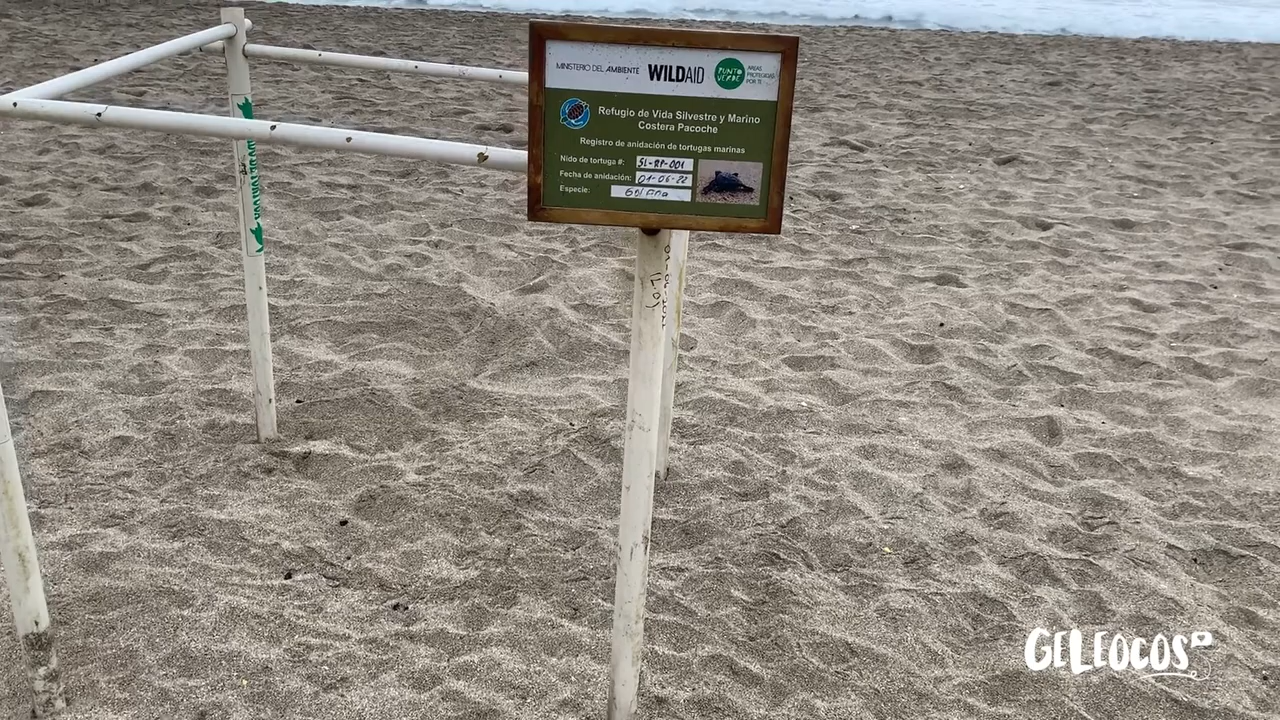 MINISTERIO DEL AMBIENTE
WILDAID
PUNTO VERDE
ÁREAS PROTEGIDAS POR TI
Refugio de Vida Silvestre y Marino
Costera Pacoche
Registro de anidación de tortugas marinas
Nido de tortuga #: SL-RP-001
Fecha de anidación: 01-06-22
Especie: Golfina
GELEOCOSP